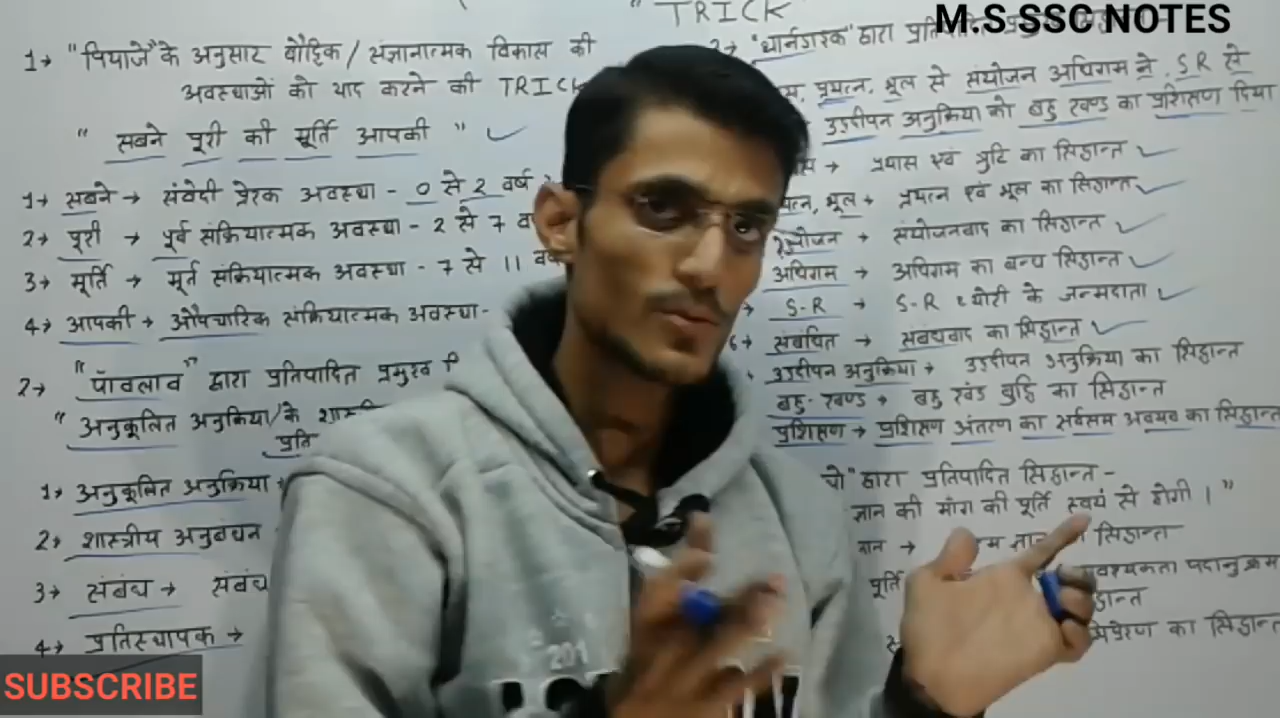 " TRICK
M.S SSC NOTES
1→ "पियाजे" के अनुसार बौद्दिक / संज्ञानात्मक विकास की
अवस्थाओं को याद करने की TRICK
" सबने पूरी की मूर्ति आपकी "
1→ सबने → संवेदी प्रेरक अवस्था - 0 से 2 वर्ष
2→ पूरी → पूर्व संक्रियात्मक अवस्था - 2 से 7
3→ मूर्ति → मूर्त संक्रियात्मक अवस्था - 7 से 11
4→ आपकी → औपचारिक संक्रियात्मक अवस्था-
2→ "पॉवलाव" द्वारा प्रतिपादित प्रमुख
" अनुकूलित अनुक्रिया के
1→ अनुकूलित अनुक्रिया
2→ शास्त्रीय अनुबंधन
3→ संबंध → संबंध
4→ प्रतिस्थापक →
"थार्नडाइक" द्वारा
प्रयत्न, भूल से संयोजन अधिगम ने, S R से
उद्दीपन अनुक्रिया को बहु खण्ड का प्रशिक्षण दिया
→ प्रयास एवं त्रुटि का सिद्धान्त
भूल → प्रयत्न एवं भूल का सिद्धान्त
संयोजन → संयोजनवाद का सिद्धान्त
अधिगम → अधिगम का बन्ध सिद्धान्त
→ S-R → S-R थ्योरी के जन्मदाता
→ संबंधित → संबधवाद का सिद्धान्त
उद्दीपन अनुक्रिया → उद्दीपन अनुक्रिया का सिद्धान्त
बहु-खण्ड → बहु खंड बुद्दि का सिद्धान्त
प्रशिक्षण → प्रशिक्षण अंतरण का सर्वसम अवयव का सिद्धान्त
द्वारा प्रतिपादित सिद्धान्त -
ज्ञान की मांग की पूर्ति स्वयं से होगी । "
→ सिद्धान्त
पूर्ति पदानुक्रम
का सिद्धान्त
SUBSCRIBE